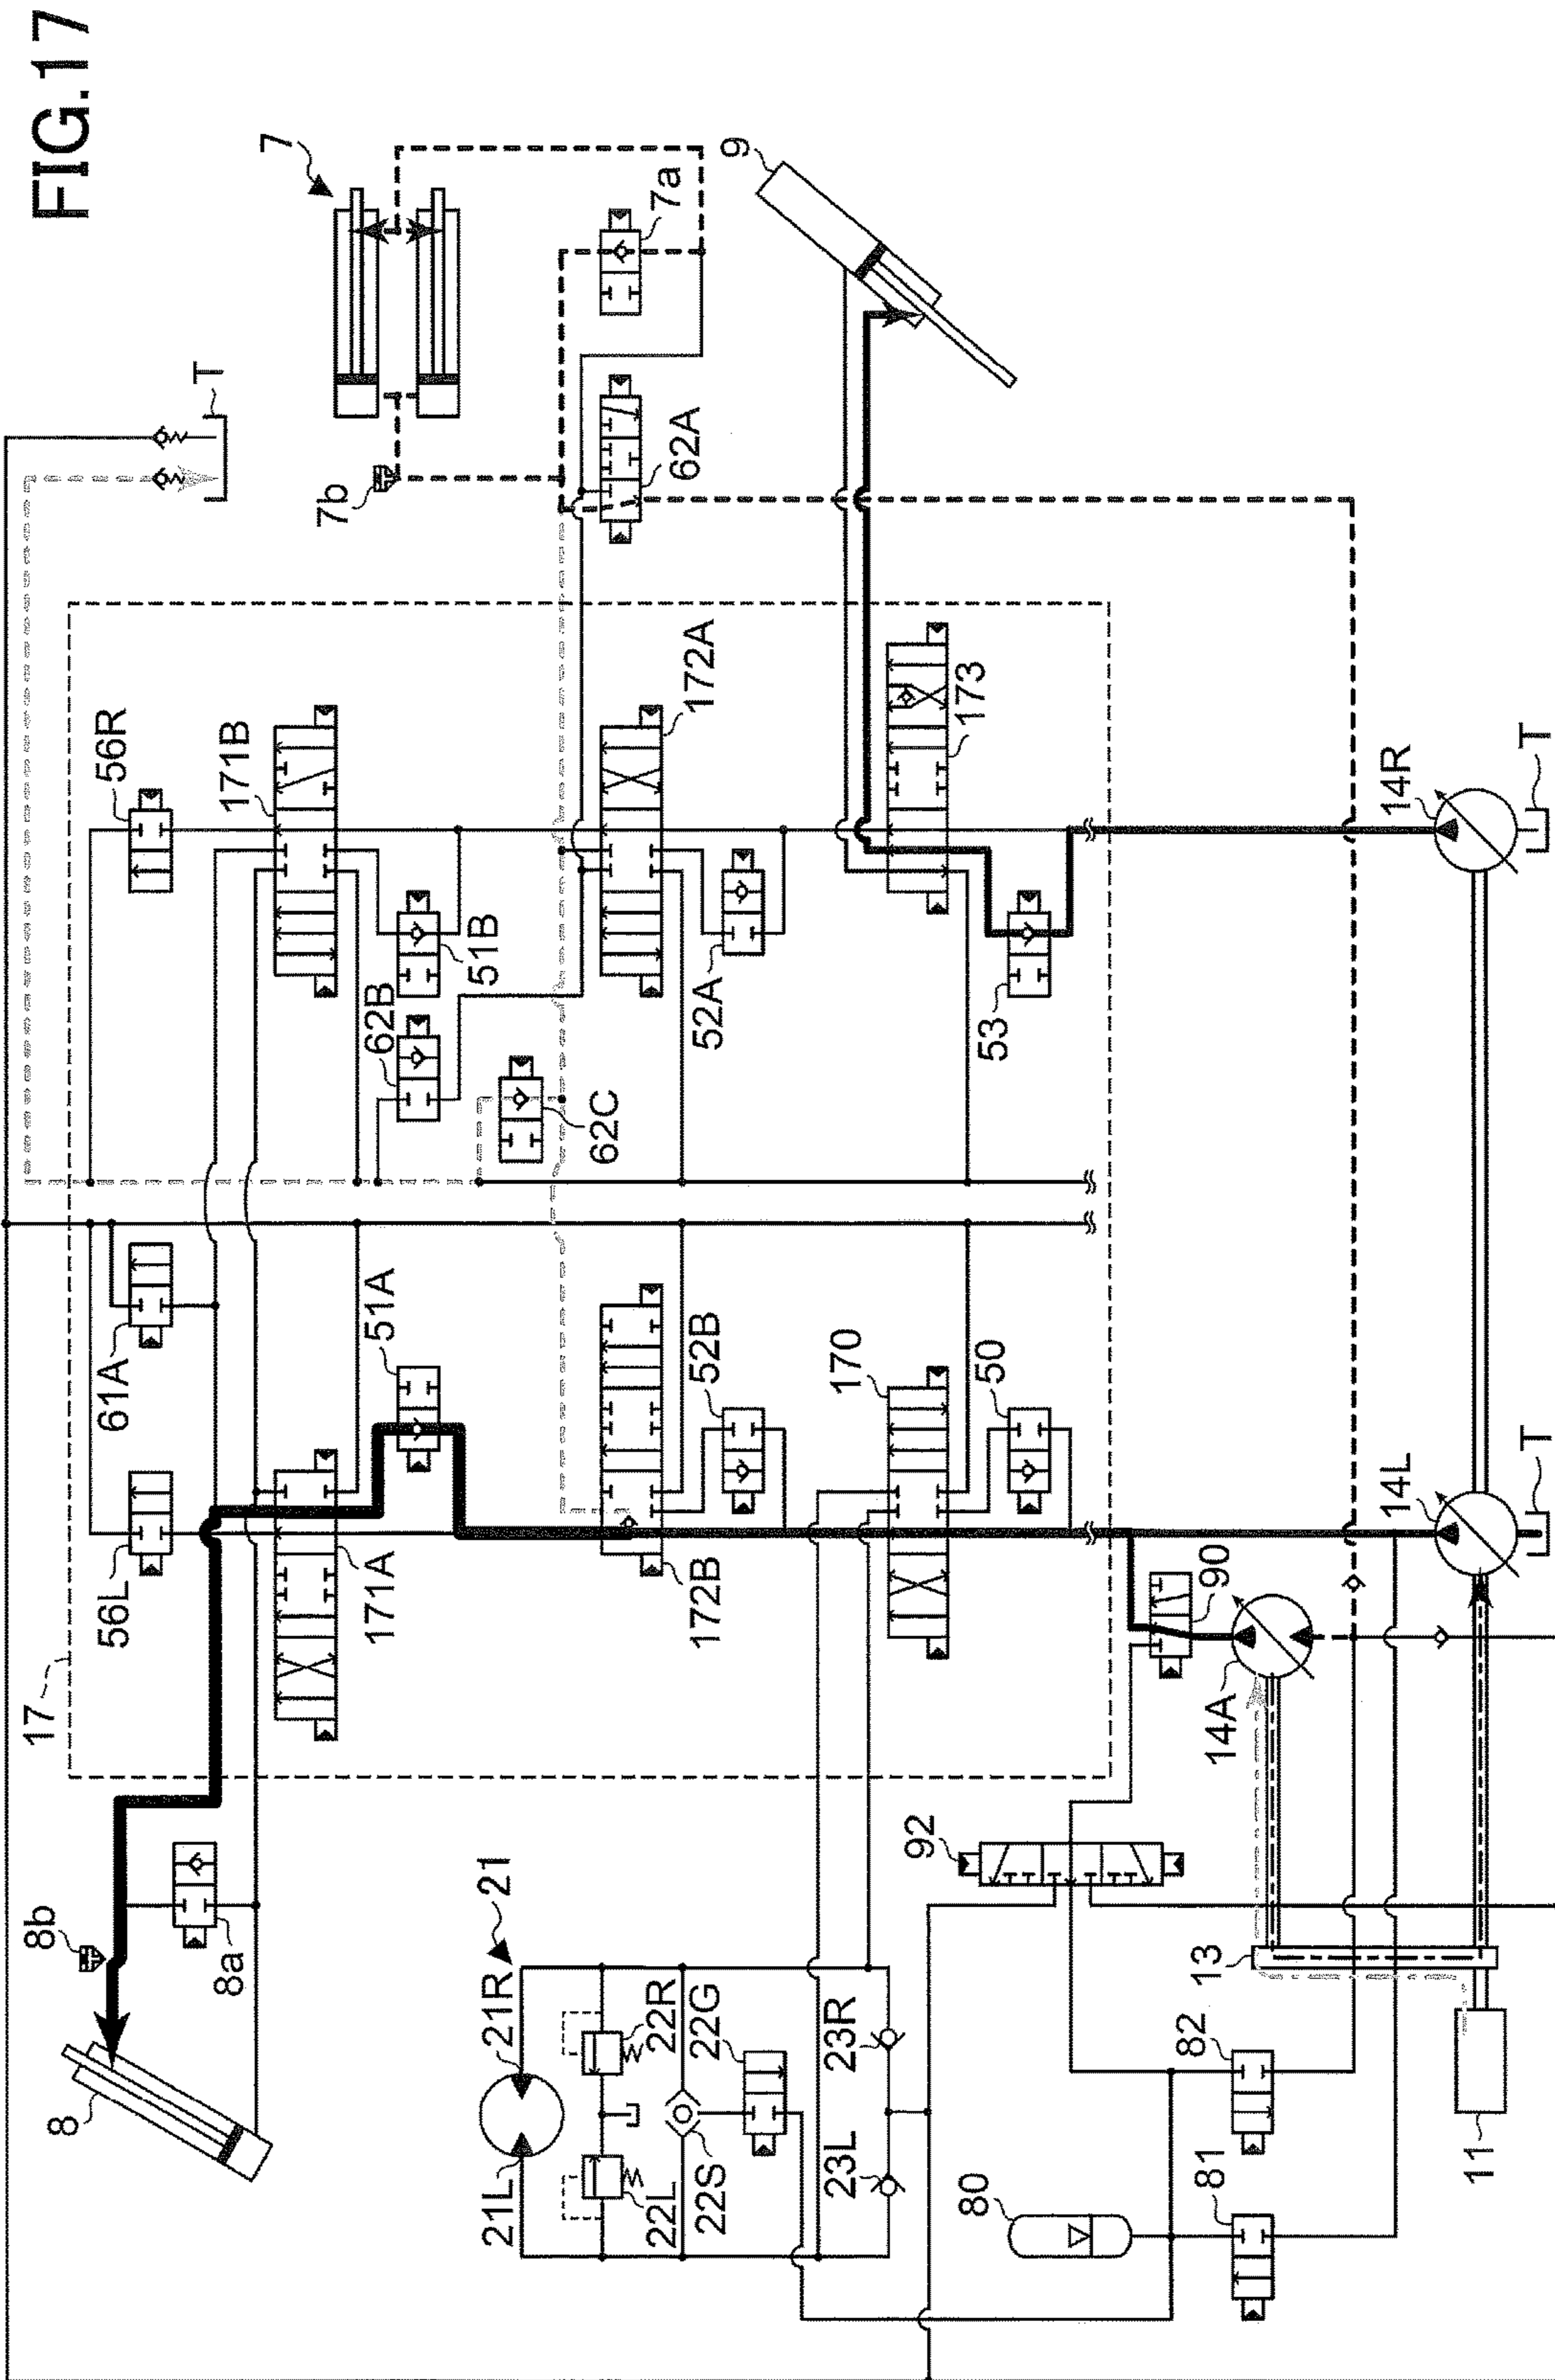 FIG.17
7
7a
9
T
7b
62A
56R
171B
172A
173
51B
62B
52A
53
62C
14R
T
61A
51A
52B
170
50
56L
171A
172B
90
14L
T
17
14A
8b
8a
92
8
21
21R
22R
22G
23R
13
82
21L
22L
22S
23L
80
81
11